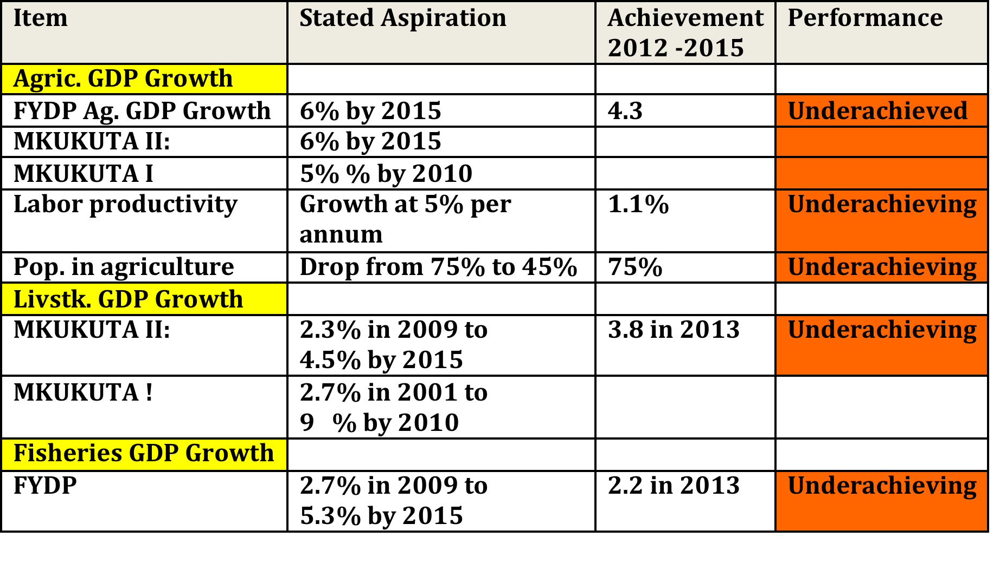 Item Stated Aspiration Achievement Performance
2012 -2015
Agric. GDP Growth
FYDP Ag. GDP Growth 6% by 2015 4.3 Underachieved
MKUKUTA II: 6% by 2015
MKUKUTA I 5% % by 2010
Labor productivity Growth at 5% per 1.1% Underachieving
annum
Pop. in agriculture Drop from 75% to 45% 75% Underachieving
Livstk. GDP Growth
MKUKUTA II: 2.3% in 2009 to 3.8 in 2013 Underachieving
4.5% by 2015
MKUKUTA ! 2.7% in 2001 to
9 % by 2010
Fisheries GDP Growth
FYDP 2.7% in 2009 to 2.2 in 2013 Underachieving
5.3% by 2015